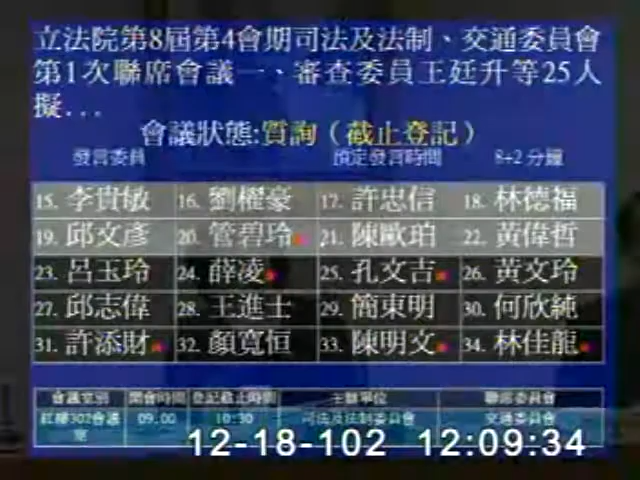 立法院第8屆第4會期司法及法制、交通委員會
第1次聯席會議一、審查委員王廷升等25人
擬...
會議狀態:質詢（截止登記）
發言委員 預定發言時間 8+2 分鐘
15. 李貴敏 16. 劉櫂豪 17. 許忠信 18. 林德福
19. 邱文彥 20. 管碧玲 21. 陳歐珀 22. 黃偉哲
23. 呂玉玲 24. 薛凌 25. 孔文吉 26. 黃文玲
27. 邱志偉 28. 王進士 29. 簡東明 30. 何欣純
31. 許添財 32. 顏寬恒 33. 陳明文 34. 林佳龍
會議室別 開會時間 登記截止時間 主辦單位 聯席委員會
紅樓302會議室 09:00 10:30 司法及法制委員會 交通委員會
12-18-102 12:09:34